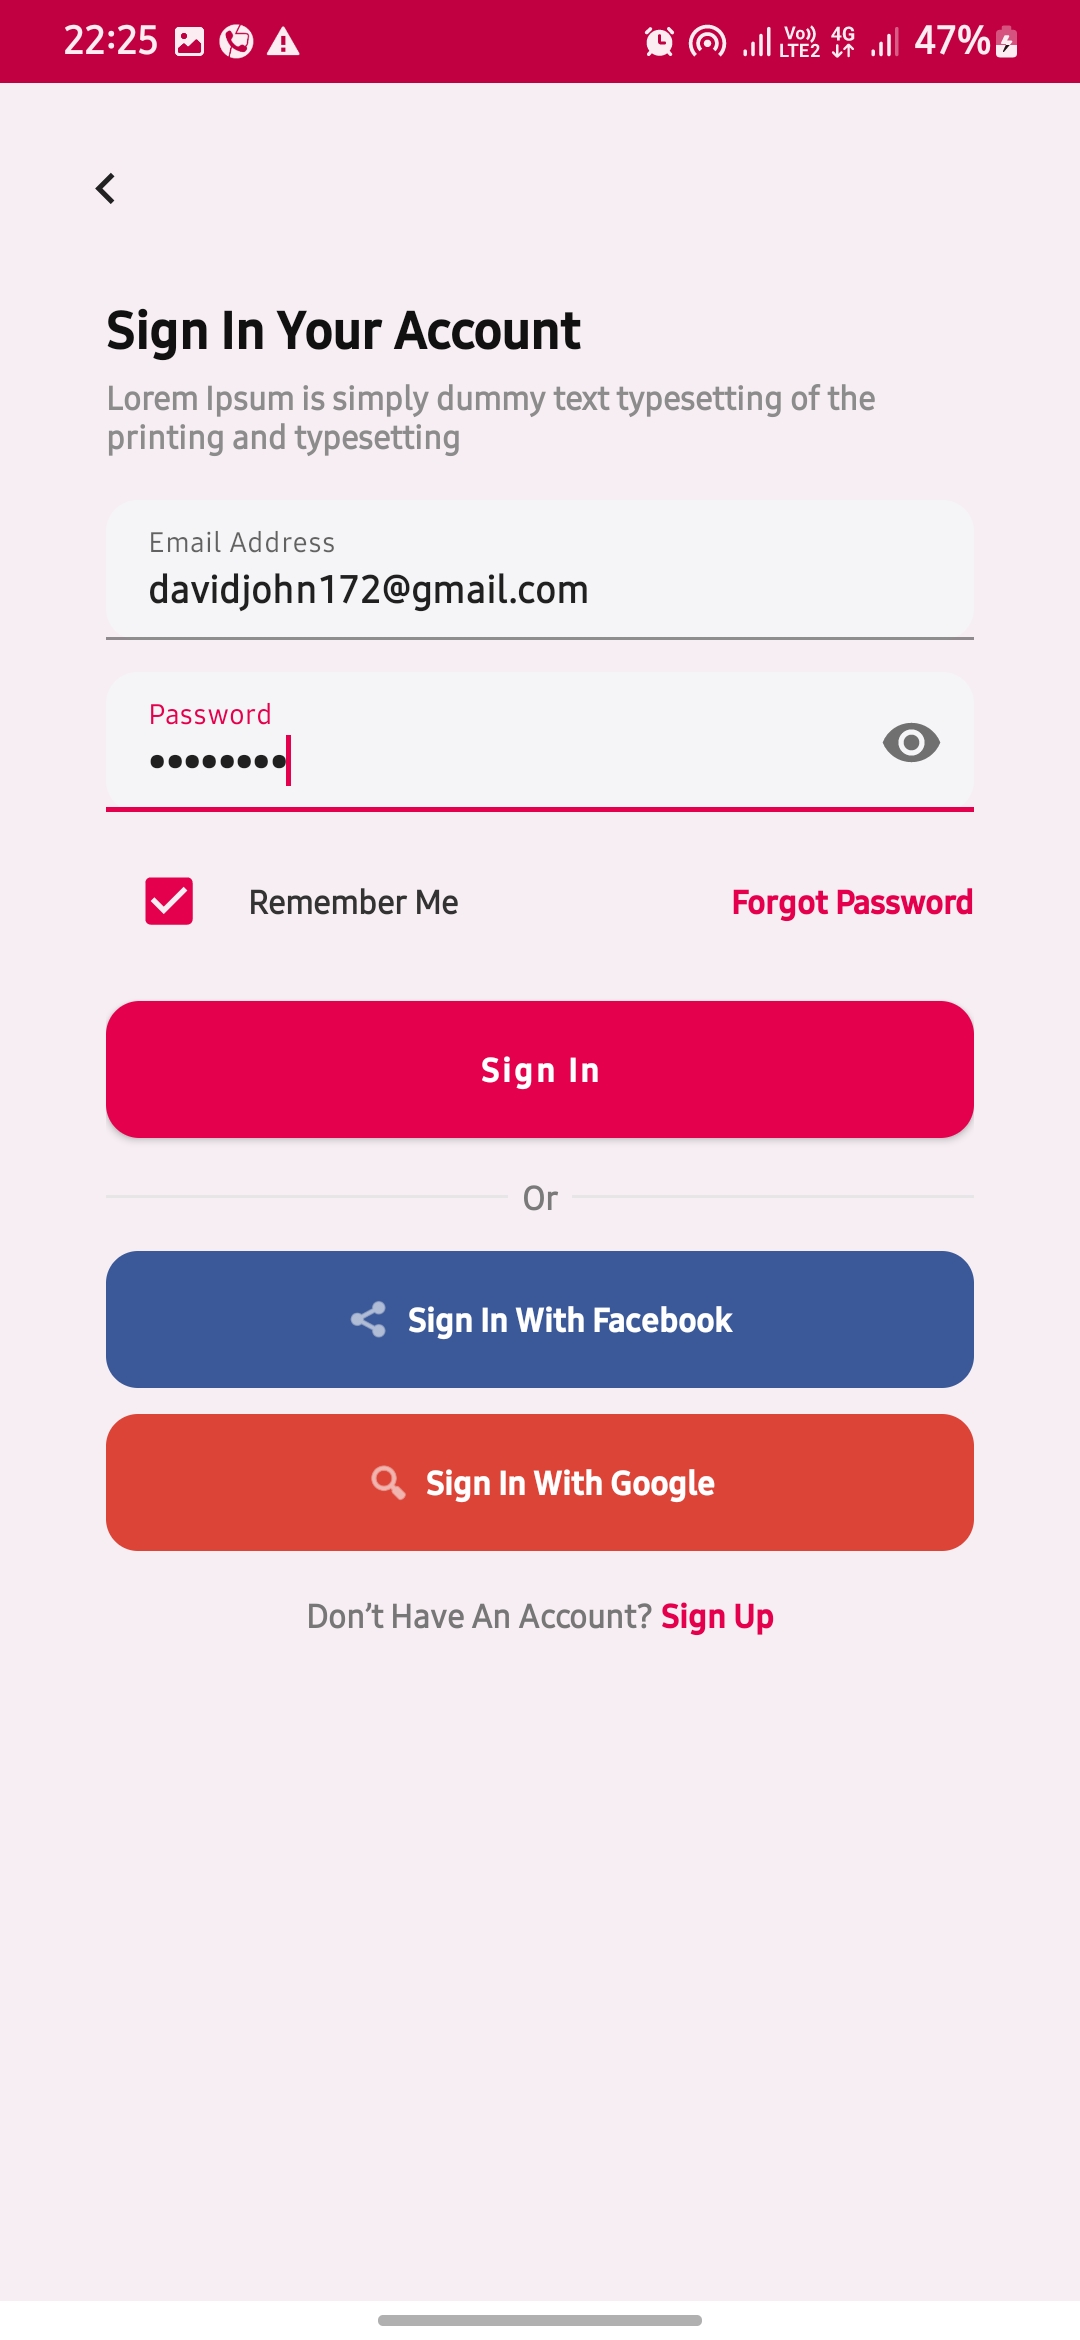 22:25 Vo)) LTE2 4G 47%
Sign In Your Account
Lorem Ipsum is simply dummy text typesetting of the
printing and typesetting
Email Address
davidjohn172@gmail.com
Password
••••••••
Remember Me
Forgot Password
Sign In
Or
Sign In With Facebook
Sign In With Google
Don't Have An Account? Sign Up